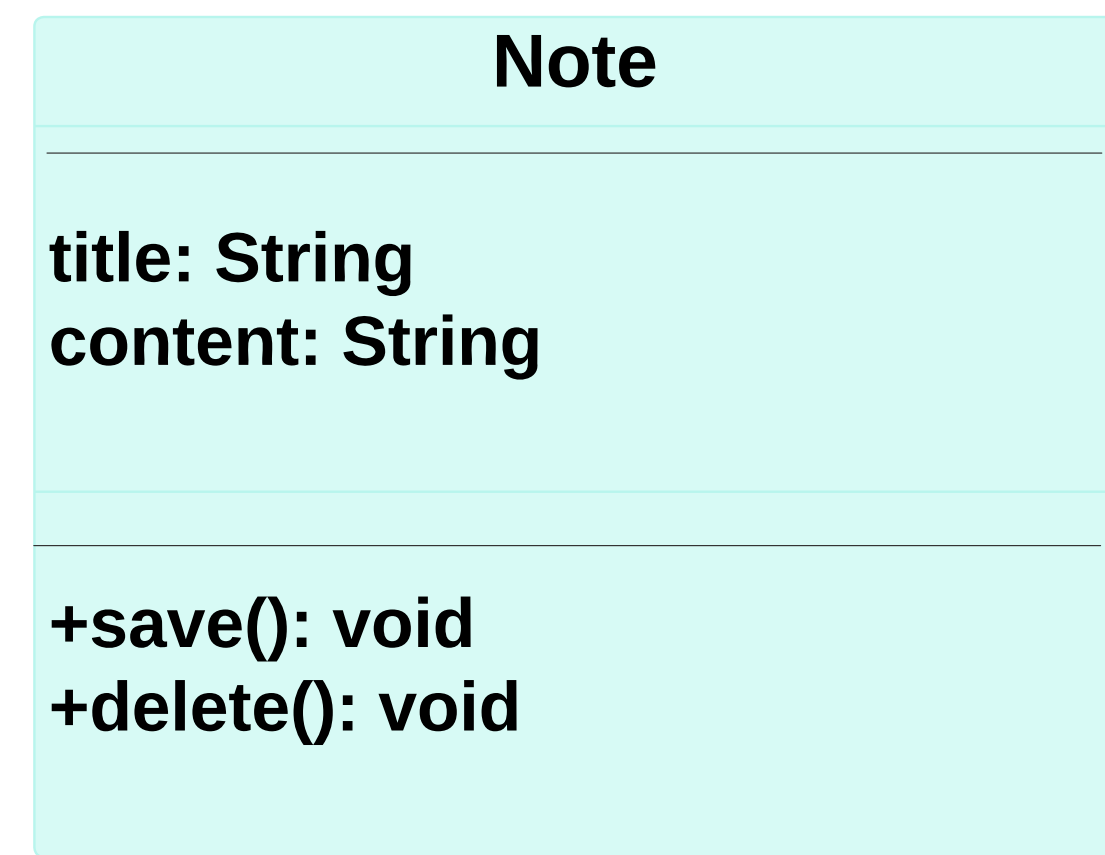 Note
title: String
content: String
+save(): void
+delete(): void